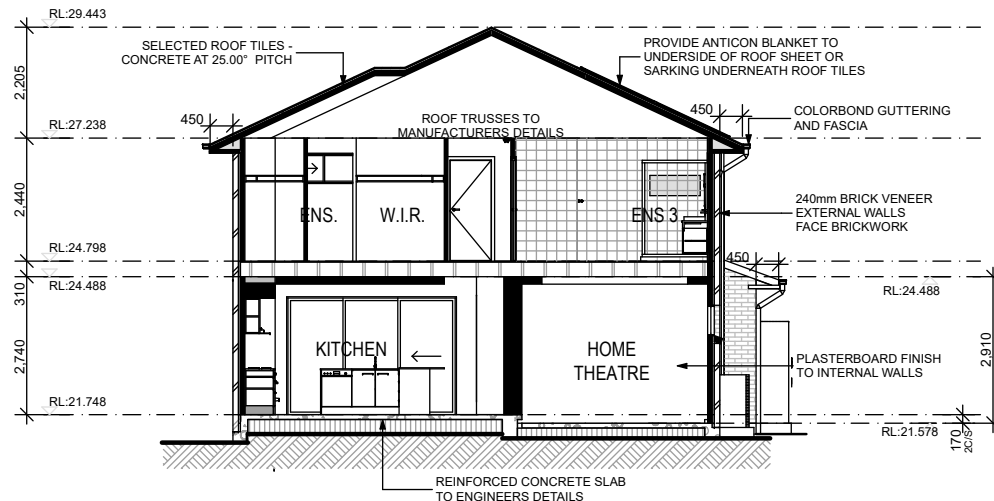 RL:29.443
SELECTED ROOF TILES -
CONCRETE AT 25.00° PITCH
PROVIDE ANTICON BLANKET TO
UNDERSIDE OF ROOF SHEET OR
SARKING UNDERNEATH ROOF TILES
2,205
450
450
COLORBOND GUTTERING
AND FASCIA
RL:27.238
ROOF TRUSSES TO
MANUFACTURERS DETAILS
2,440
ENS.
W.I.R.
ENS 3
240mm BRICK VENEER
EXTERNAL WALLS
FACE BRICKWORK
RL:24.798
450
310
RL:24.488
RL:24.488
2,740
KITCHEN
HOME
THEATRE
PLASTERBOARD FINISH
TO INTERNAL WALLS
2,910
RL:21.748
RL:21.578
170
2C/S
REINFORCED CONCRETE SLAB
TO ENGINEERS DETAILS